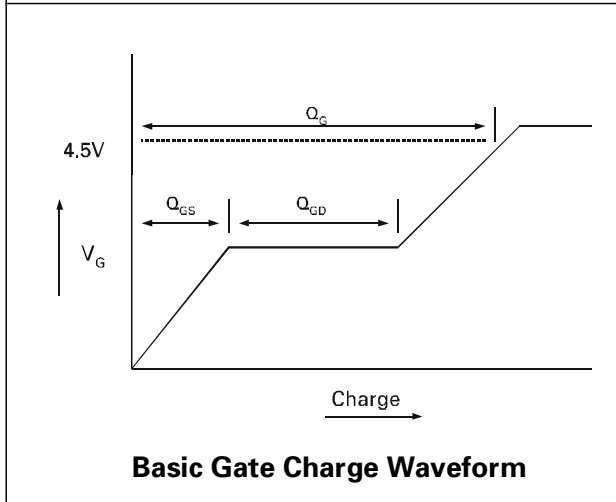 Q_G
4.5V
Q_GS Q_GD
V_G
Charge
Basic Gate Charge Waveform